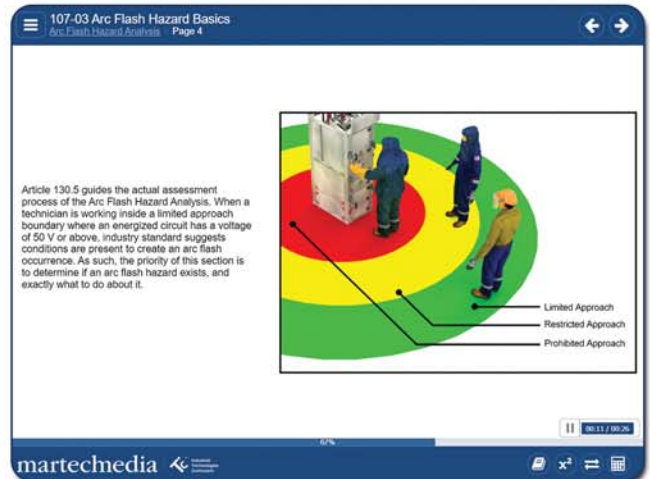 107-03 Arc Flash Hazard Basics
Arc Flash Hazard Analysis Page 4
Article 130.5 guides the actual assessment
process of the Arc Flash Hazard Analysis. When a
technician is working inside a limited approach
boundary where an energized circuit has a voltage
of 50 V or above, industry standard suggests
conditions are present to create an arc flash
occurrence. As such, the priority of this section is
to determine if an arc flash hazard exists, and
exactly what to do about it.
Limited Approach
Restricted Approach
Prohibited Approach
00:11 / 00:26
67%
martechmedia
x²